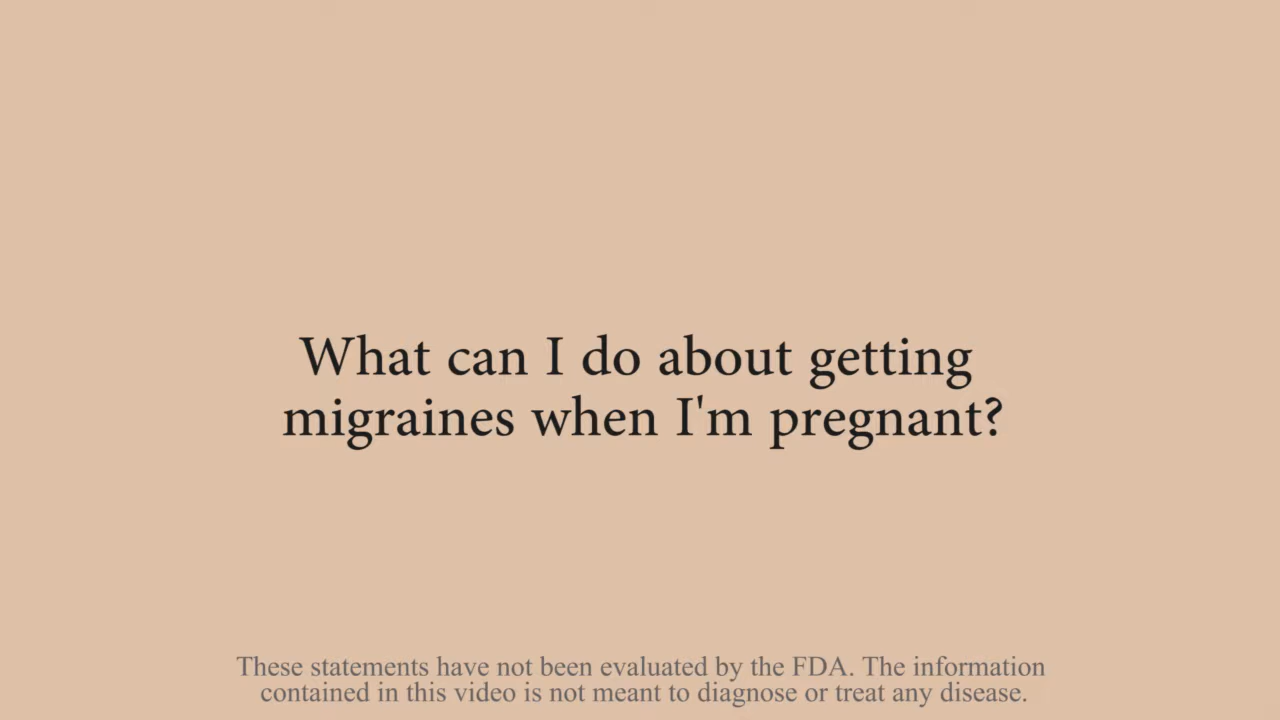 What can I do about getting
migraines when I'm pregnant?
These statements have not been evaluated by the FDA. The information
contained in this video is not meant to diagnose or treat any disease.